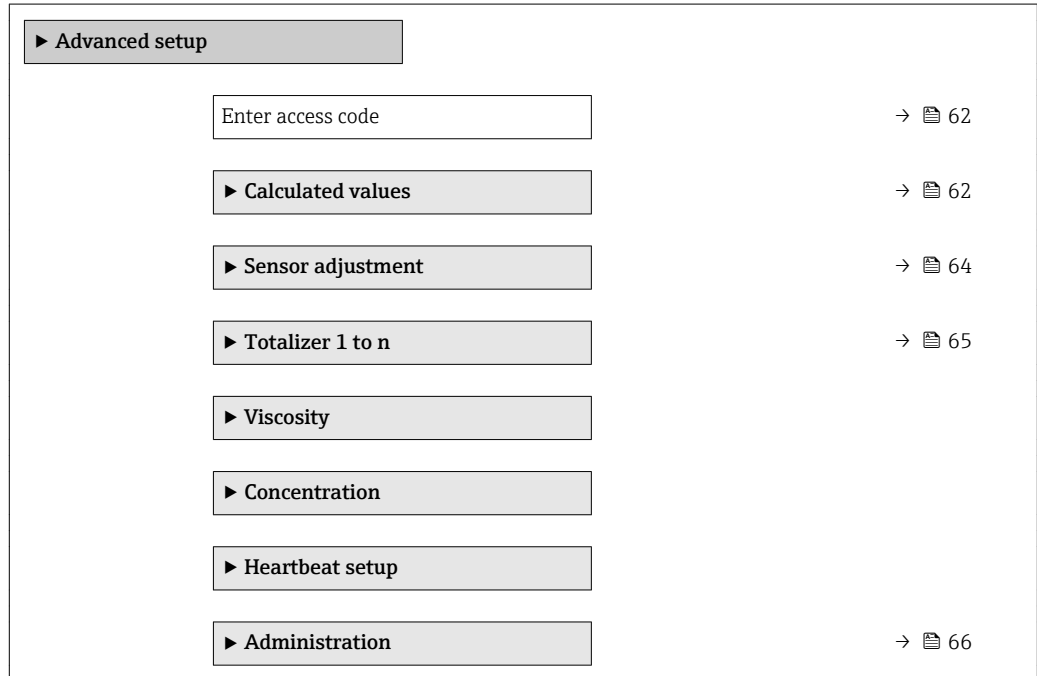 ▶ Advanced setup
Enter access code → 62
▶ Calculated values → 62
▶ Sensor adjustment → 64
▶ Totalizer 1 to n → 65
▶ Viscosity
▶ Concentration
▶ Heartbeat setup
▶ Administration → 66